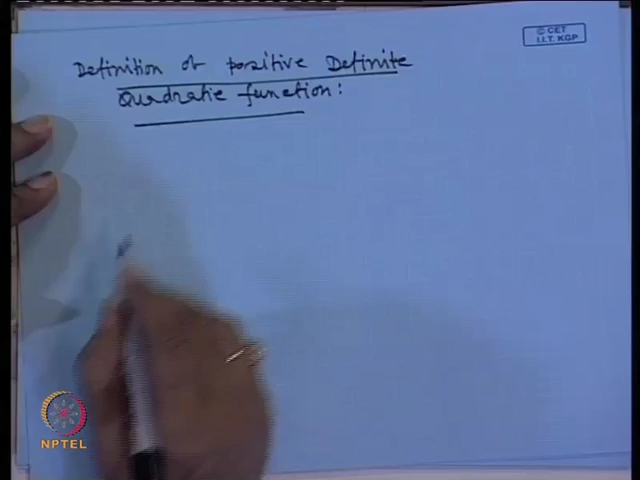 © CET
I.I.T. KGP
Definition of positive Definite
Quadratic function:
NPTEL